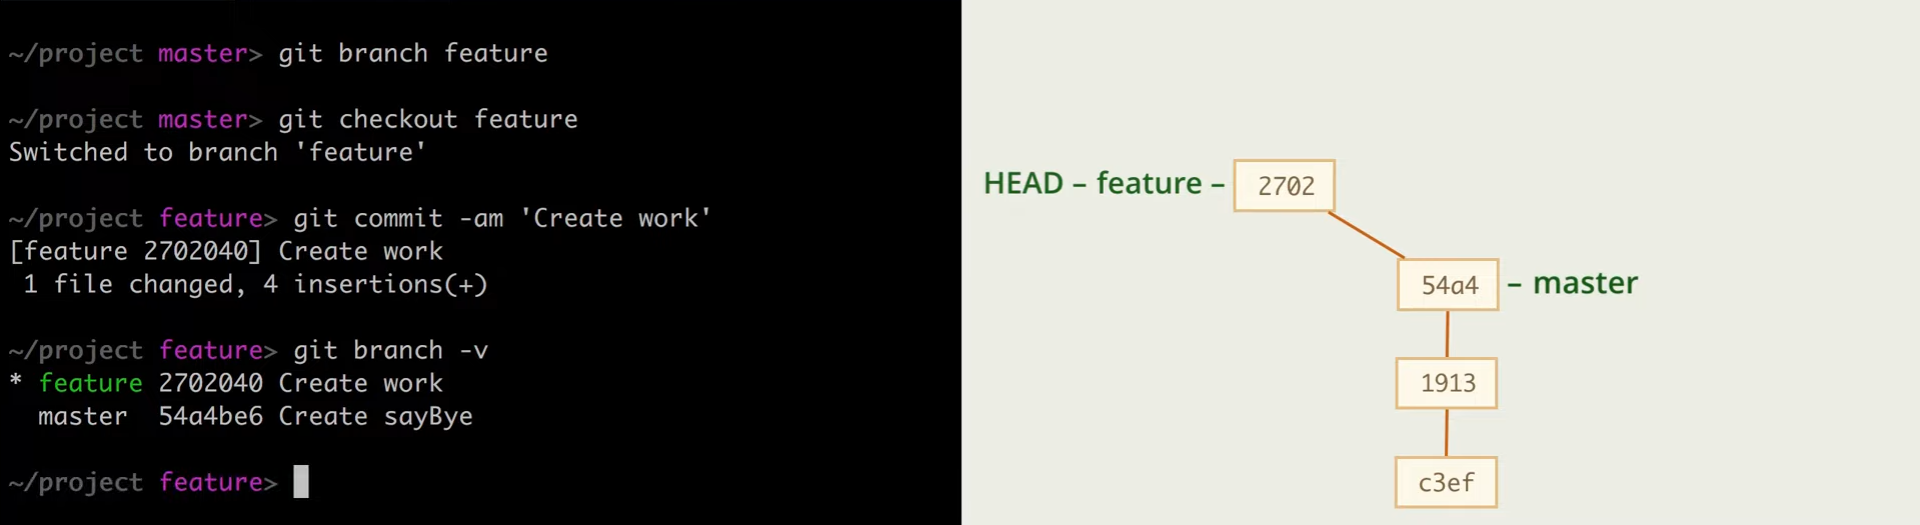 ~/project master> git branch feature
~/project master> git checkout feature
Switched to branch 'feature'
~/project feature> git commit -am 'Create work'
[feature 2702040] Create work
 1 file changed, 4 insertions(+)
~/project feature> git branch -v
* feature 2702040 Create work
  master  54a4be6 Create sayBye
~/project feature>
HEAD – feature – 2702
54a4 – master
1913
c3ef